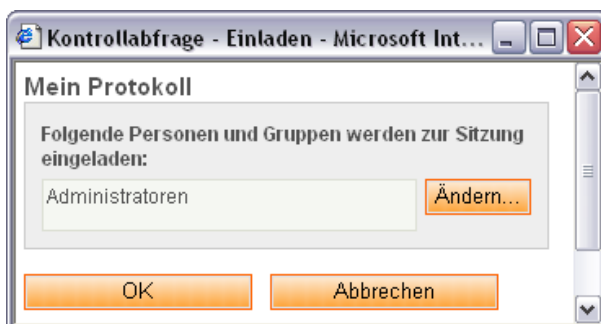 Kontrollabfrage - Einladen - Microsoft Int...
Mein Protokoll
Folgende Personen und Gruppen werden zur Sitzung
eingeladen:
Administratoren
Ändern...
OK
Abbrechen